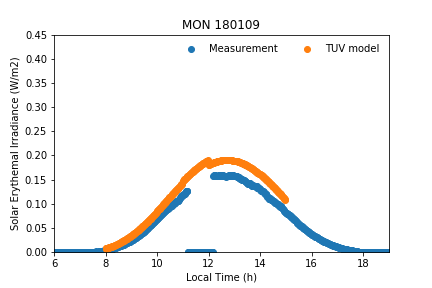 MON 180109
Measurement
TUV model
Solar Erythemal Irradiance (W/m2)
0.45
0.40
0.35
0.30
0.25
0.20
0.15
0.10
0.05
0.00
6 8 10 12 14 16 18
Local Time (h)